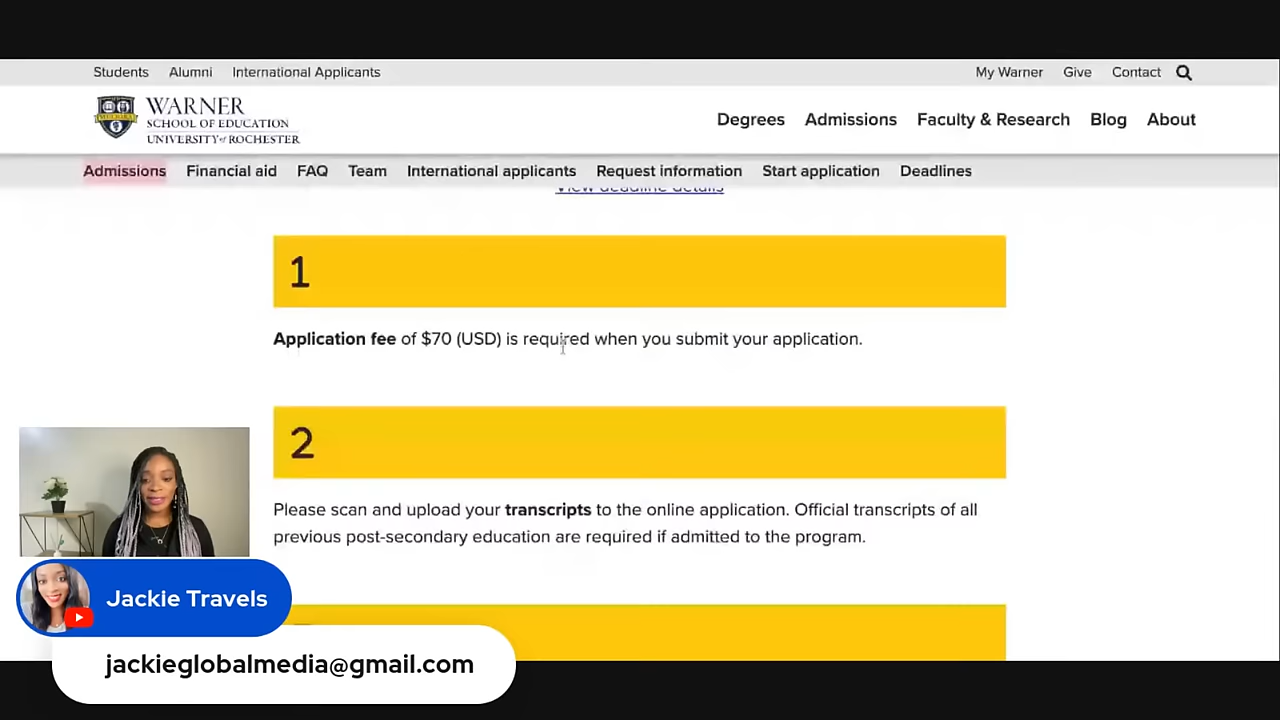 Students Alumni International Applicants My Warner Give Contact
WARNER
SCHOOL OF EDUCATION
UNIVERSITY of ROCHESTER
Degrees Admissions Faculty & Research Blog About
Admissions Financial aid FAQ Team International applicants Request information Start application Deadlines
View deadline details
1
Application fee of $70 (USD) is required when you submit your application.
2
Please scan and upload your transcripts to the online application. Official transcripts of all
previous post-secondary education are required if admitted to the program.
Jackie Travels
jackieglobalmedia@gmail.com